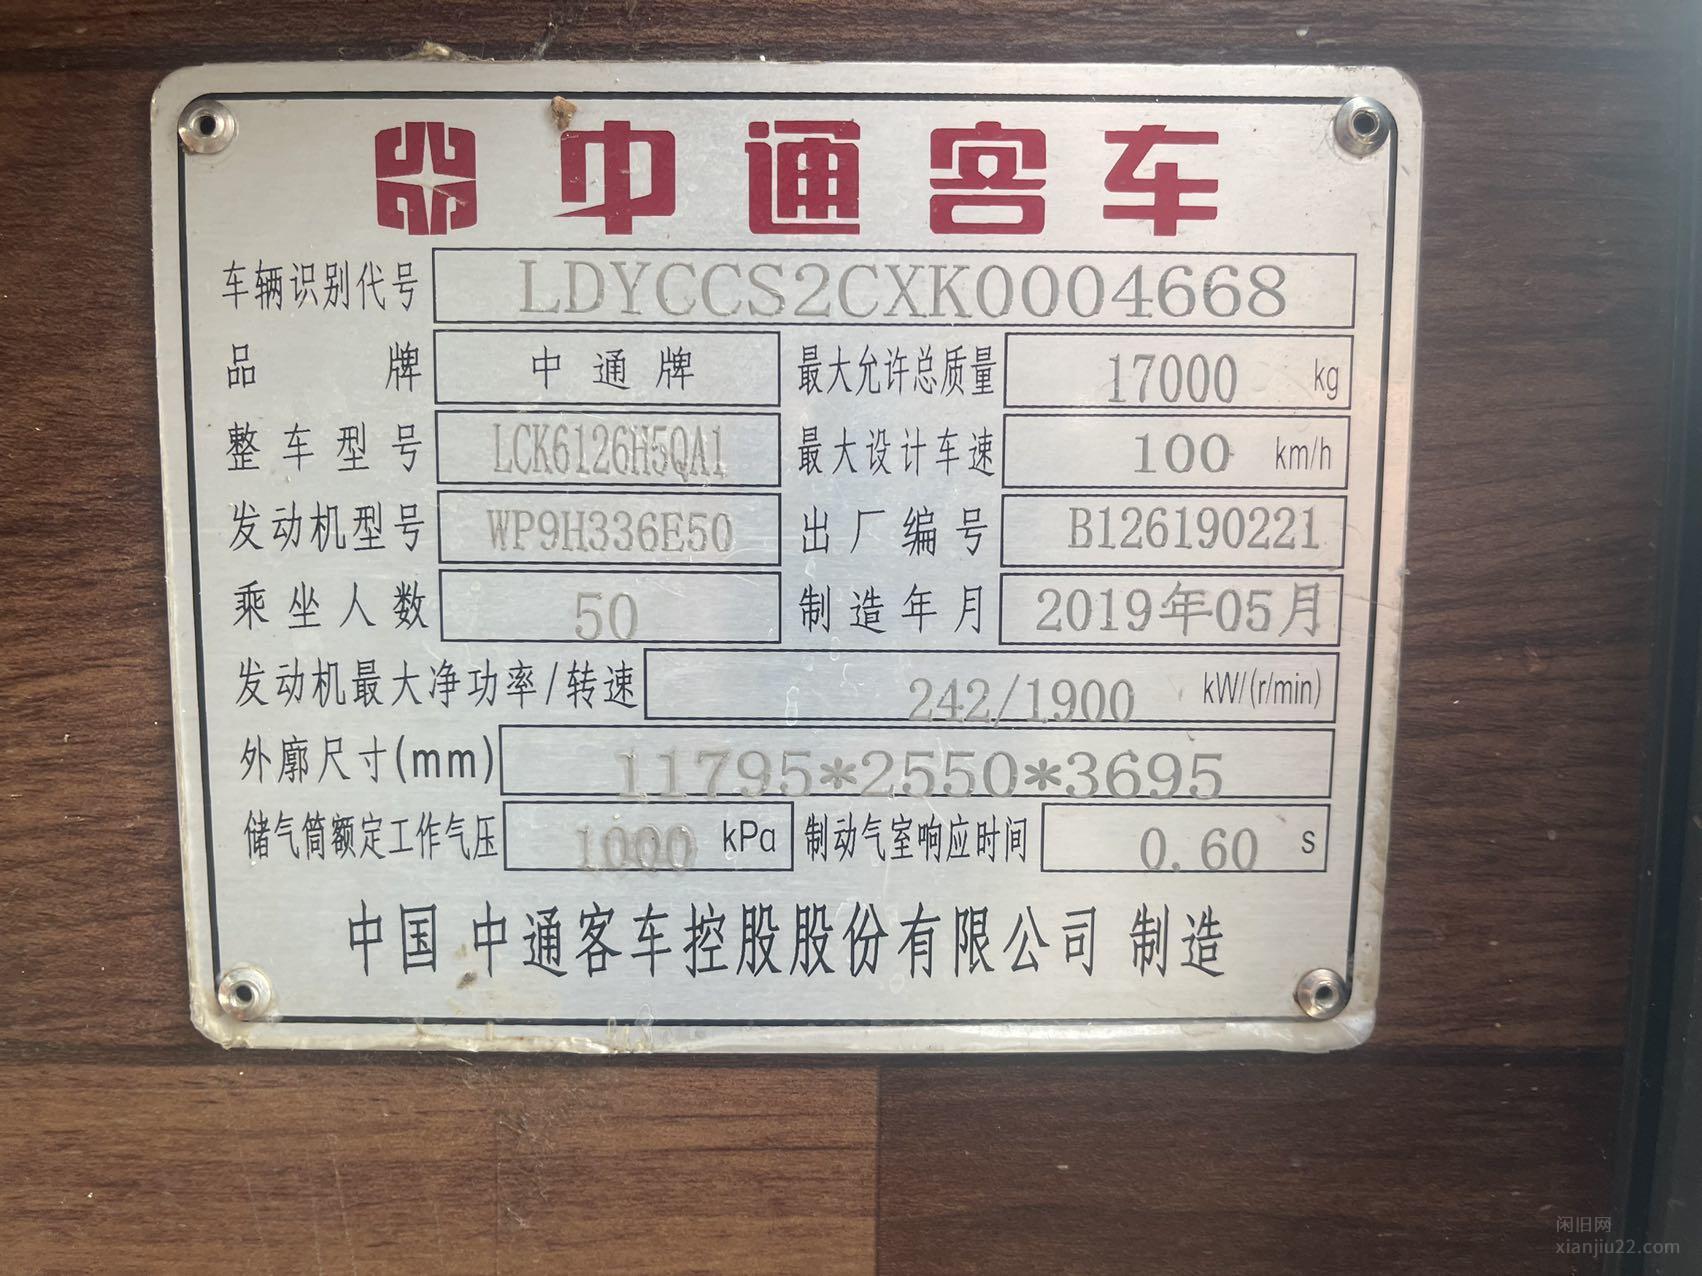 中通客车
车辆识别代号 LDYCCS2CXK0004668
品牌 中通牌 最大允许总质量 17000 kg
整车型号 LCK6126H5QA1 最大设计车速 100 km/h
发动机型号 WP9H336E50 出厂编号 B126190221
乘坐人数 50 制造年月 2019年05月
发动机最大净功率/转速 242/1900 kW/(r/min)
外廓尺寸(mm) 11795*2550*3695
储气筒额定工作气压 1000 kPa 制动气室响应时间 0.60 s
中国 中通客车控股股份有限公司 制造
闲旧网
xianjiu22.com